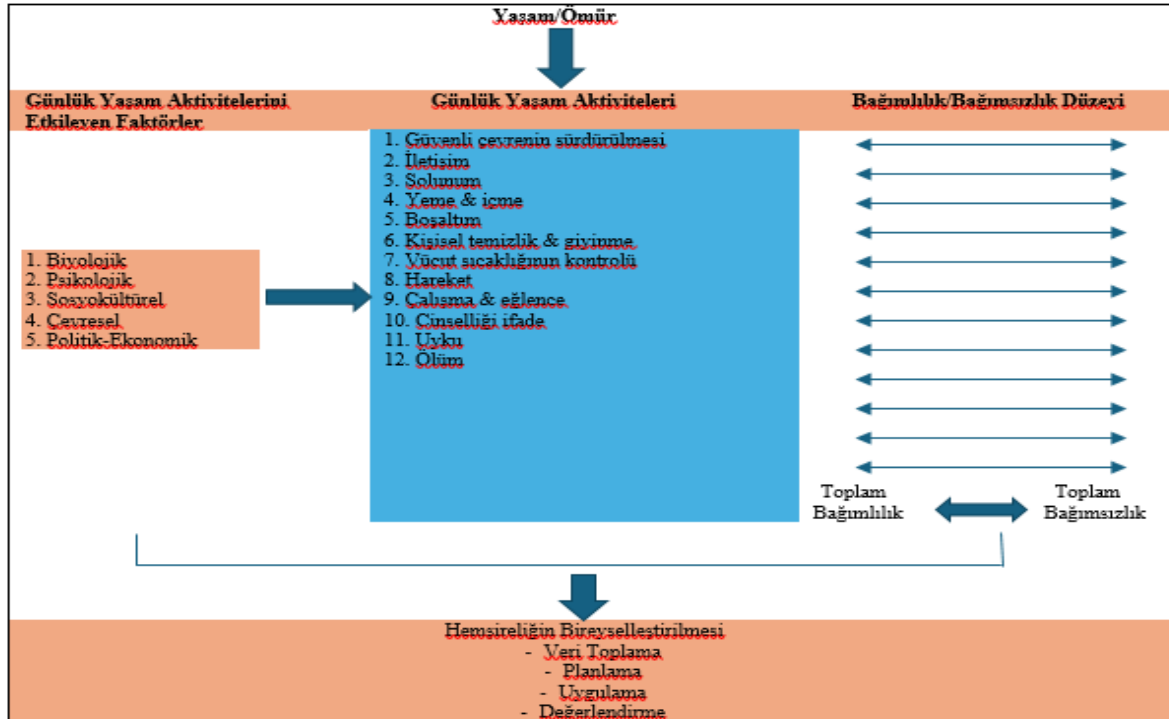 Yaşam/Ömür
Günlük Yaşam Aktivitelerini
Etkileyen Faktörler
Günlük Yaşam Aktiviteleri
Bağımlılık/Bağımsızlık Düzeyi
1. Biyolojik
2. Psikolojik
3. Sosyokültürel
4. Çevresel
5. Politik-Ekonomik
1. Güvenli çevrenin sürdürülmesi
2. İletişim
3. Solunum
4. Yeme & içme
5. Boşaltım
6. Kişisel temizlik & giyinme
7. Vücut sıcaklığının kontrolü
8. Hareket
9. Çalışma & eğlence
10. Cinselliği ifade
11. Uyku
12. Ölüm
Toplam
Bağımlılık
Toplam
Bağımsızlık
Hemşireliğin Bireyselleştirilmesi
- Veri Toplama
- Planlama
- Uygulama
- Değerlendirme